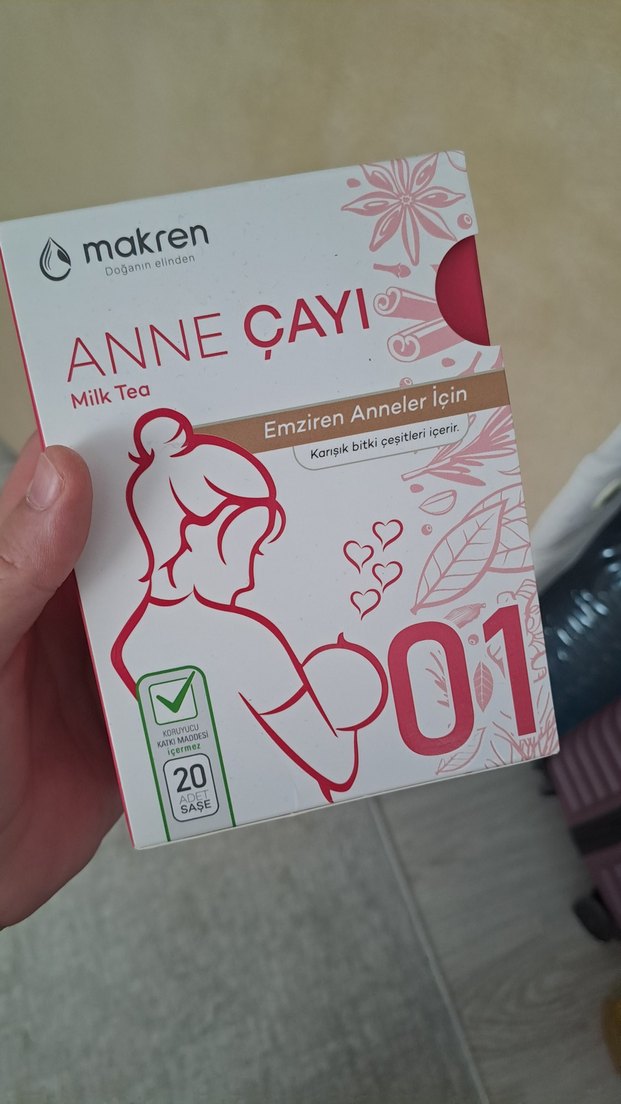 makren
Doğanın elinden
ANNE ÇAYI
Milk Tea
Emziren Anneler İçin
Karışık bitki çeşitleri içerir.
01
KORUYUCU
KATKI MADDESİ
içermez
20
ADET
SAŞE